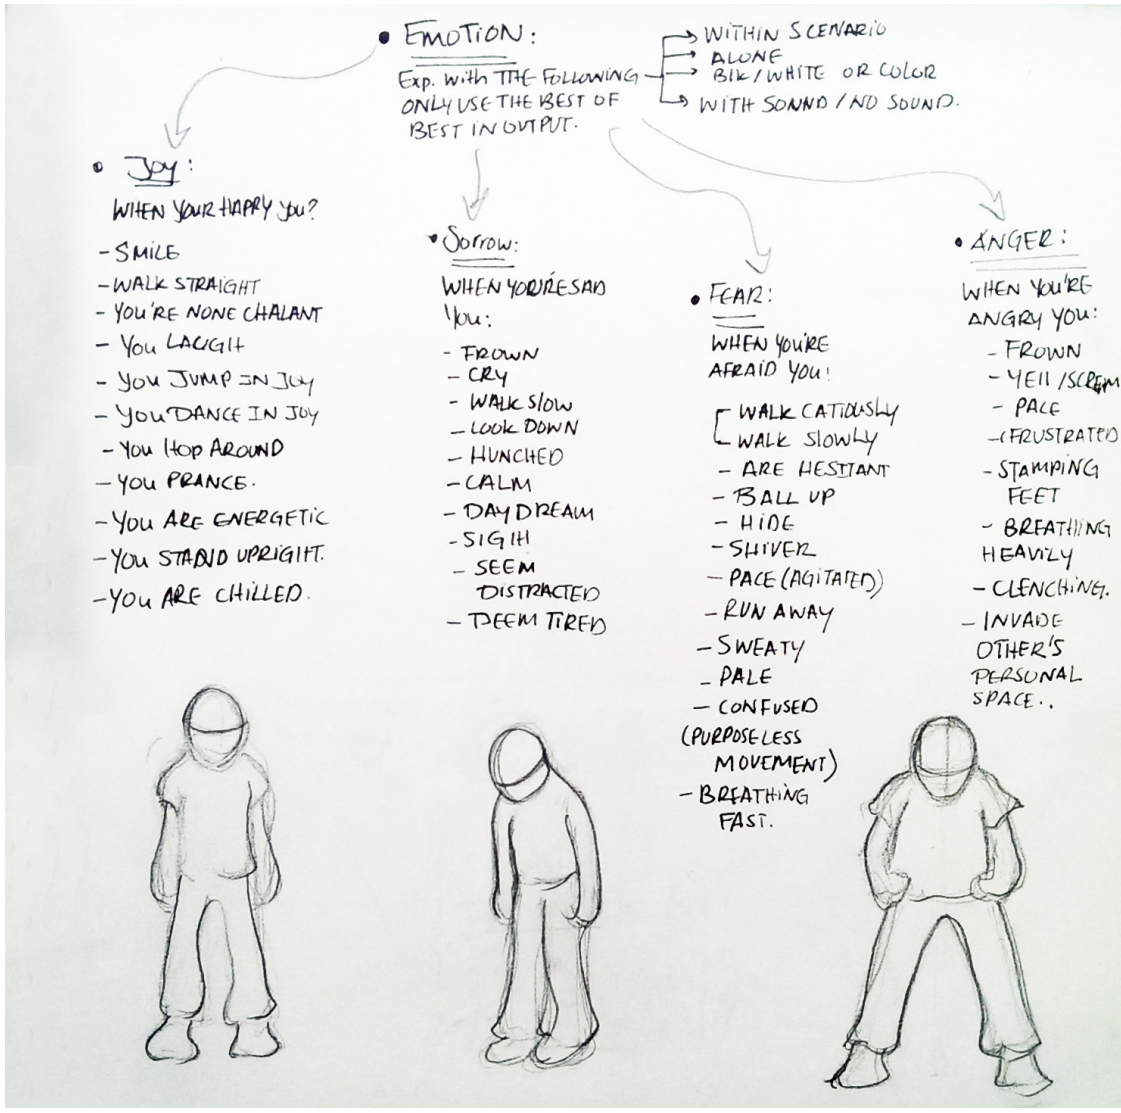 • EMOTION:
Exp. With THE FOLLOWING
ONLY USE THE BEST OF
BEST IN OUTPUT.
WITHIN SCENARIO
ALONE
BlK/WHITE OR COLOR
WITH SOUND/NO SOUND.
• Joy:
WHEN YOUR HAPPY YOU?
- SMILE
- WALK STRAIGHT
- YOU'RE NONE CHALANT
- YOU LAUGH
- YOU JUMP IN JOY
- YOU DANCE IN JOY
- YOU HOP AROUND
- YOU PRANCE.
- YOU ARE ENERGETIC
- YOU STAND UPRIGHT.
- YOU ARE CHILLED.
• Sorrow:
WHEN YOU'RE SAD
YOU:
- FROWN
- CRY
- WALK SLOW
- LOOK DOWN
- HUNCHED
- CALM
- DAY DREAM
- SIGH
- SEEM
DISTRACTED
- SEEM TIRED
• FEAR:
WHEN YOU'RE
AFRAID YOU:
- WALK CATIOUSLY
- WALK SLOWLY
- ARE HESITANT
- BALL UP
- HIDE
- SHIVER
- PACE (AGITATED)
- RUN AWAY
- SWEATY
- PALE
- CONFUSED
(PURPOSELESS
MOVEMENT)
- BREATHING
FAST.
• ANGER:
WHEN YOU'RE
ANGRY YOU:
- FROWN
- YEll/SCREAM
- PACE
- (FRUSTRATED
- STAMPING
FEET
- BREATHING
HEAVILY
- CLENCHING.
- INVADE
OTHER'S
PERSONAL
SPACE..